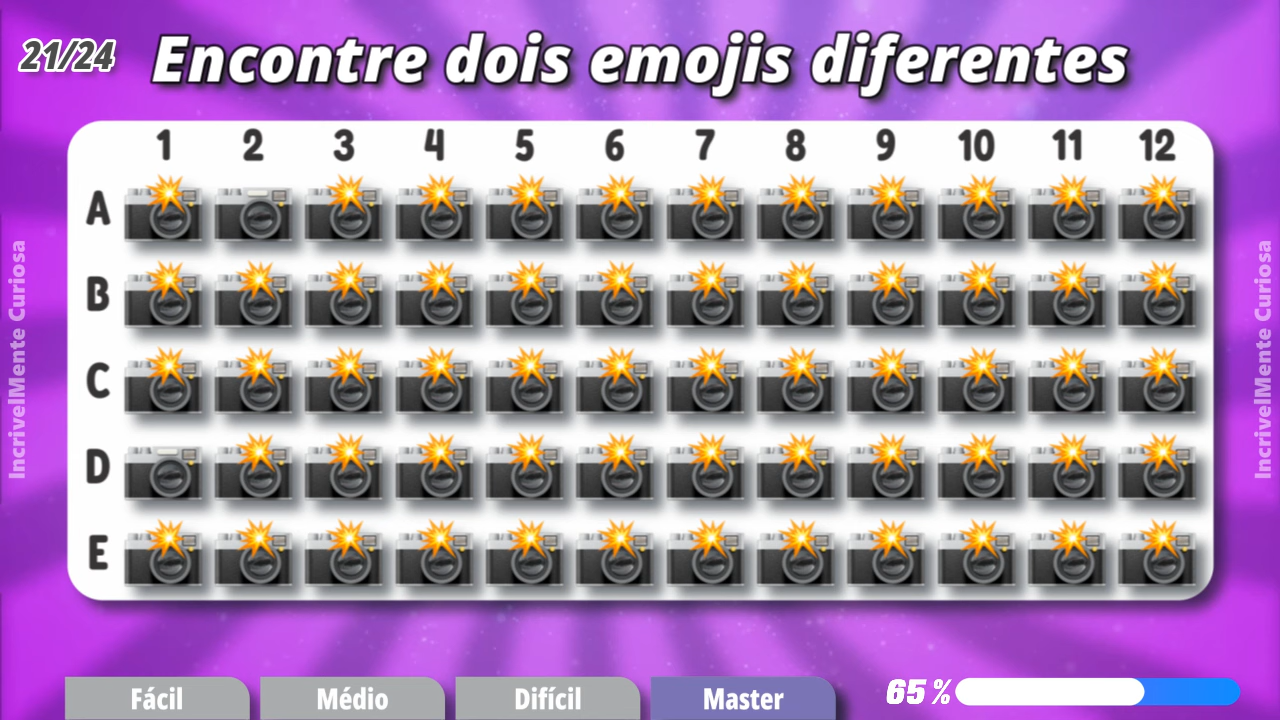 21/24
Encontre dois emojis diferentes
1 2 3 4 5 6 7 8 9 10 11 12
A
B
C
D
E
IncrivelMente Curiosa
IncrivelMente Curiosa
Fácil Médio Difícil Master
65 %